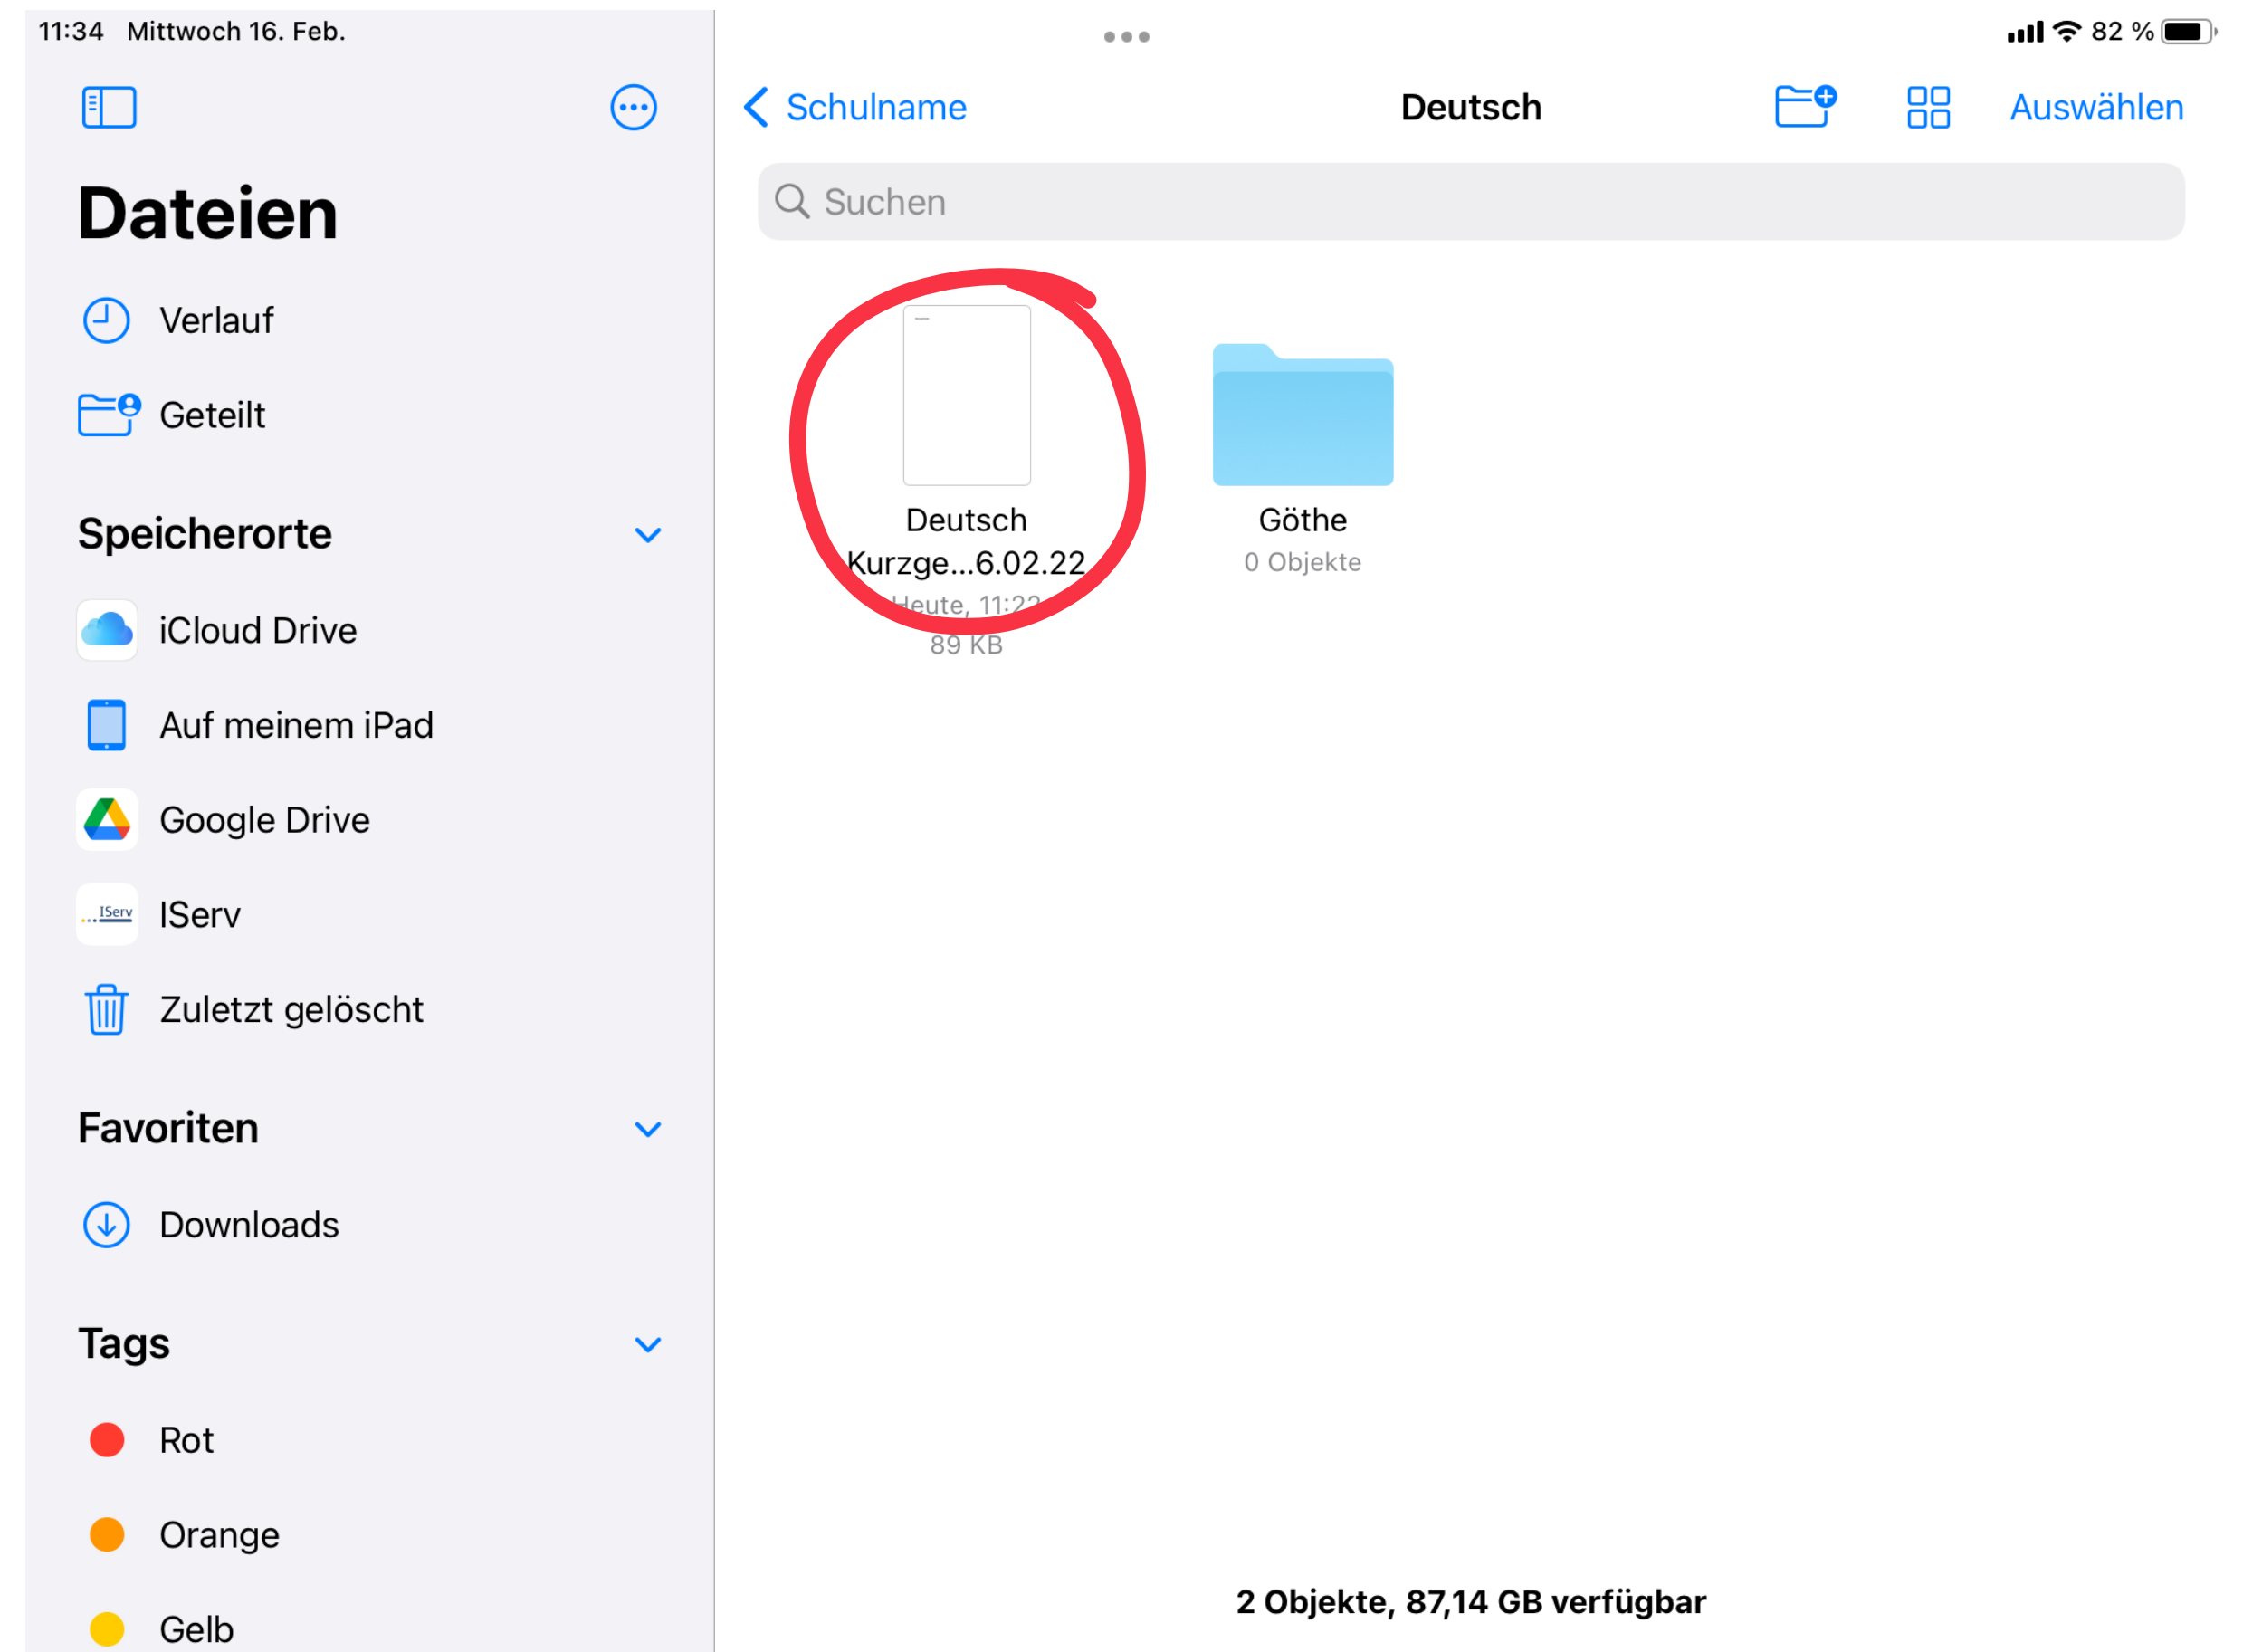 11:34 Mittwoch 16. Feb.
82 %
Dateien
Verlauf
Geteilt
Speicherorte
iCloud Drive
Auf meinem iPad
Google Drive
IServ
IServ
Zuletzt gelöscht
Favoriten
Downloads
Tags
Rot
Orange
Gelb
Schulname
Deutsch
Auswählen
Suchen
Deutsch
Kurzge...6.02.22
Heute, 11:22
89 KB
Göthe
0 Objekte
2 Objekte, 87,14 GB verfügbar